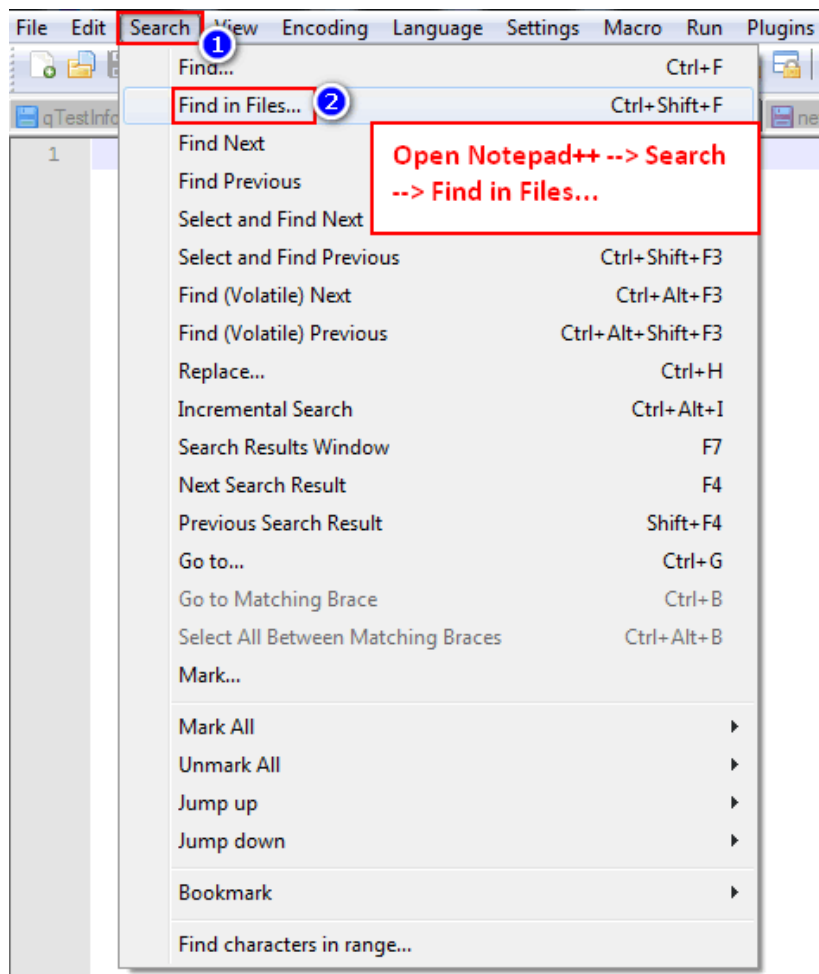 File Edit Search View Encoding Language Settings Macro Run Plugins
1
Find... Ctrl+F
Find in Files... 2 Ctrl+Shift+F
qTestInfo ne
Find Next
1
Open Notepad++ --> Search
--> Find in Files...
Find Previous
Select and Find Next
Select and Find Previous Ctrl+Shift+F3
Find (Volatile) Next Ctrl+Alt+F3
Find (Volatile) Previous Ctrl+Alt+Shift+F3
Replace... Ctrl+H
Incremental Search Ctrl+Alt+I
Search Results Window F7
Next Search Result F4
Previous Search Result Shift+F4
Go to... Ctrl+G
Go to Matching Brace Ctrl+B
Select All Between Matching Braces Ctrl+Alt+B
Mark...
Mark All
Unmark All
Jump up
Jump down
Bookmark
Find characters in range...